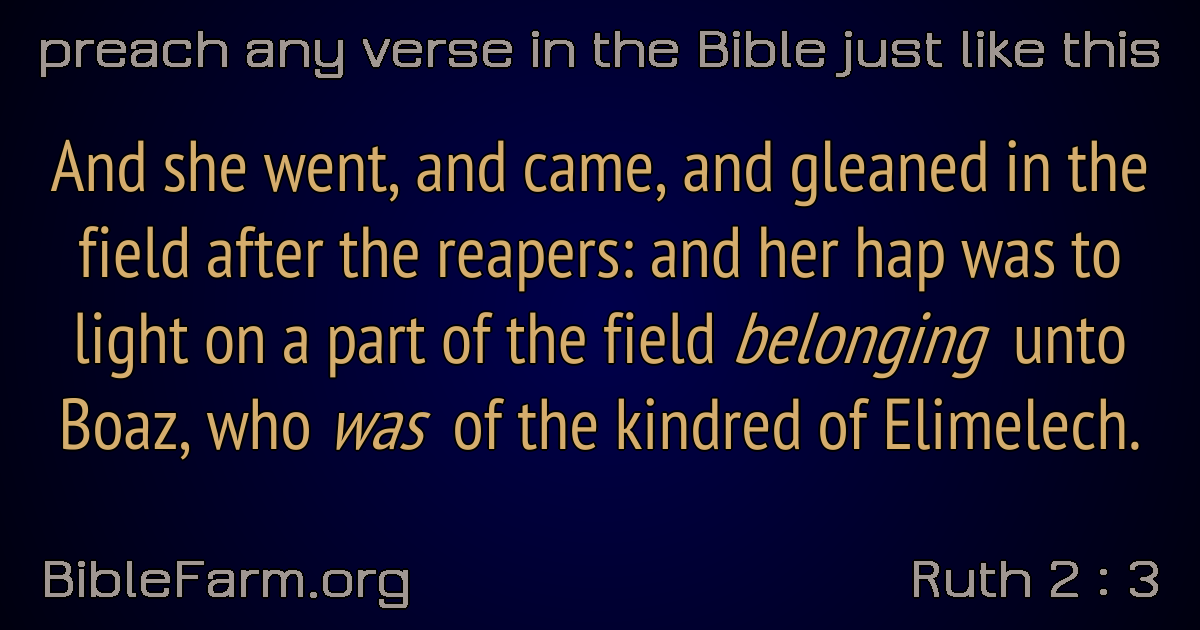 preach any verse in the Bible just like this
And she went, and came, and gleaned in the
field after the reapers: and her hap was to
light on a part of the field belonging unto
Boaz, who was of the kindred of Elimelech.
BibleFarm.org
Ruth 2 : 3